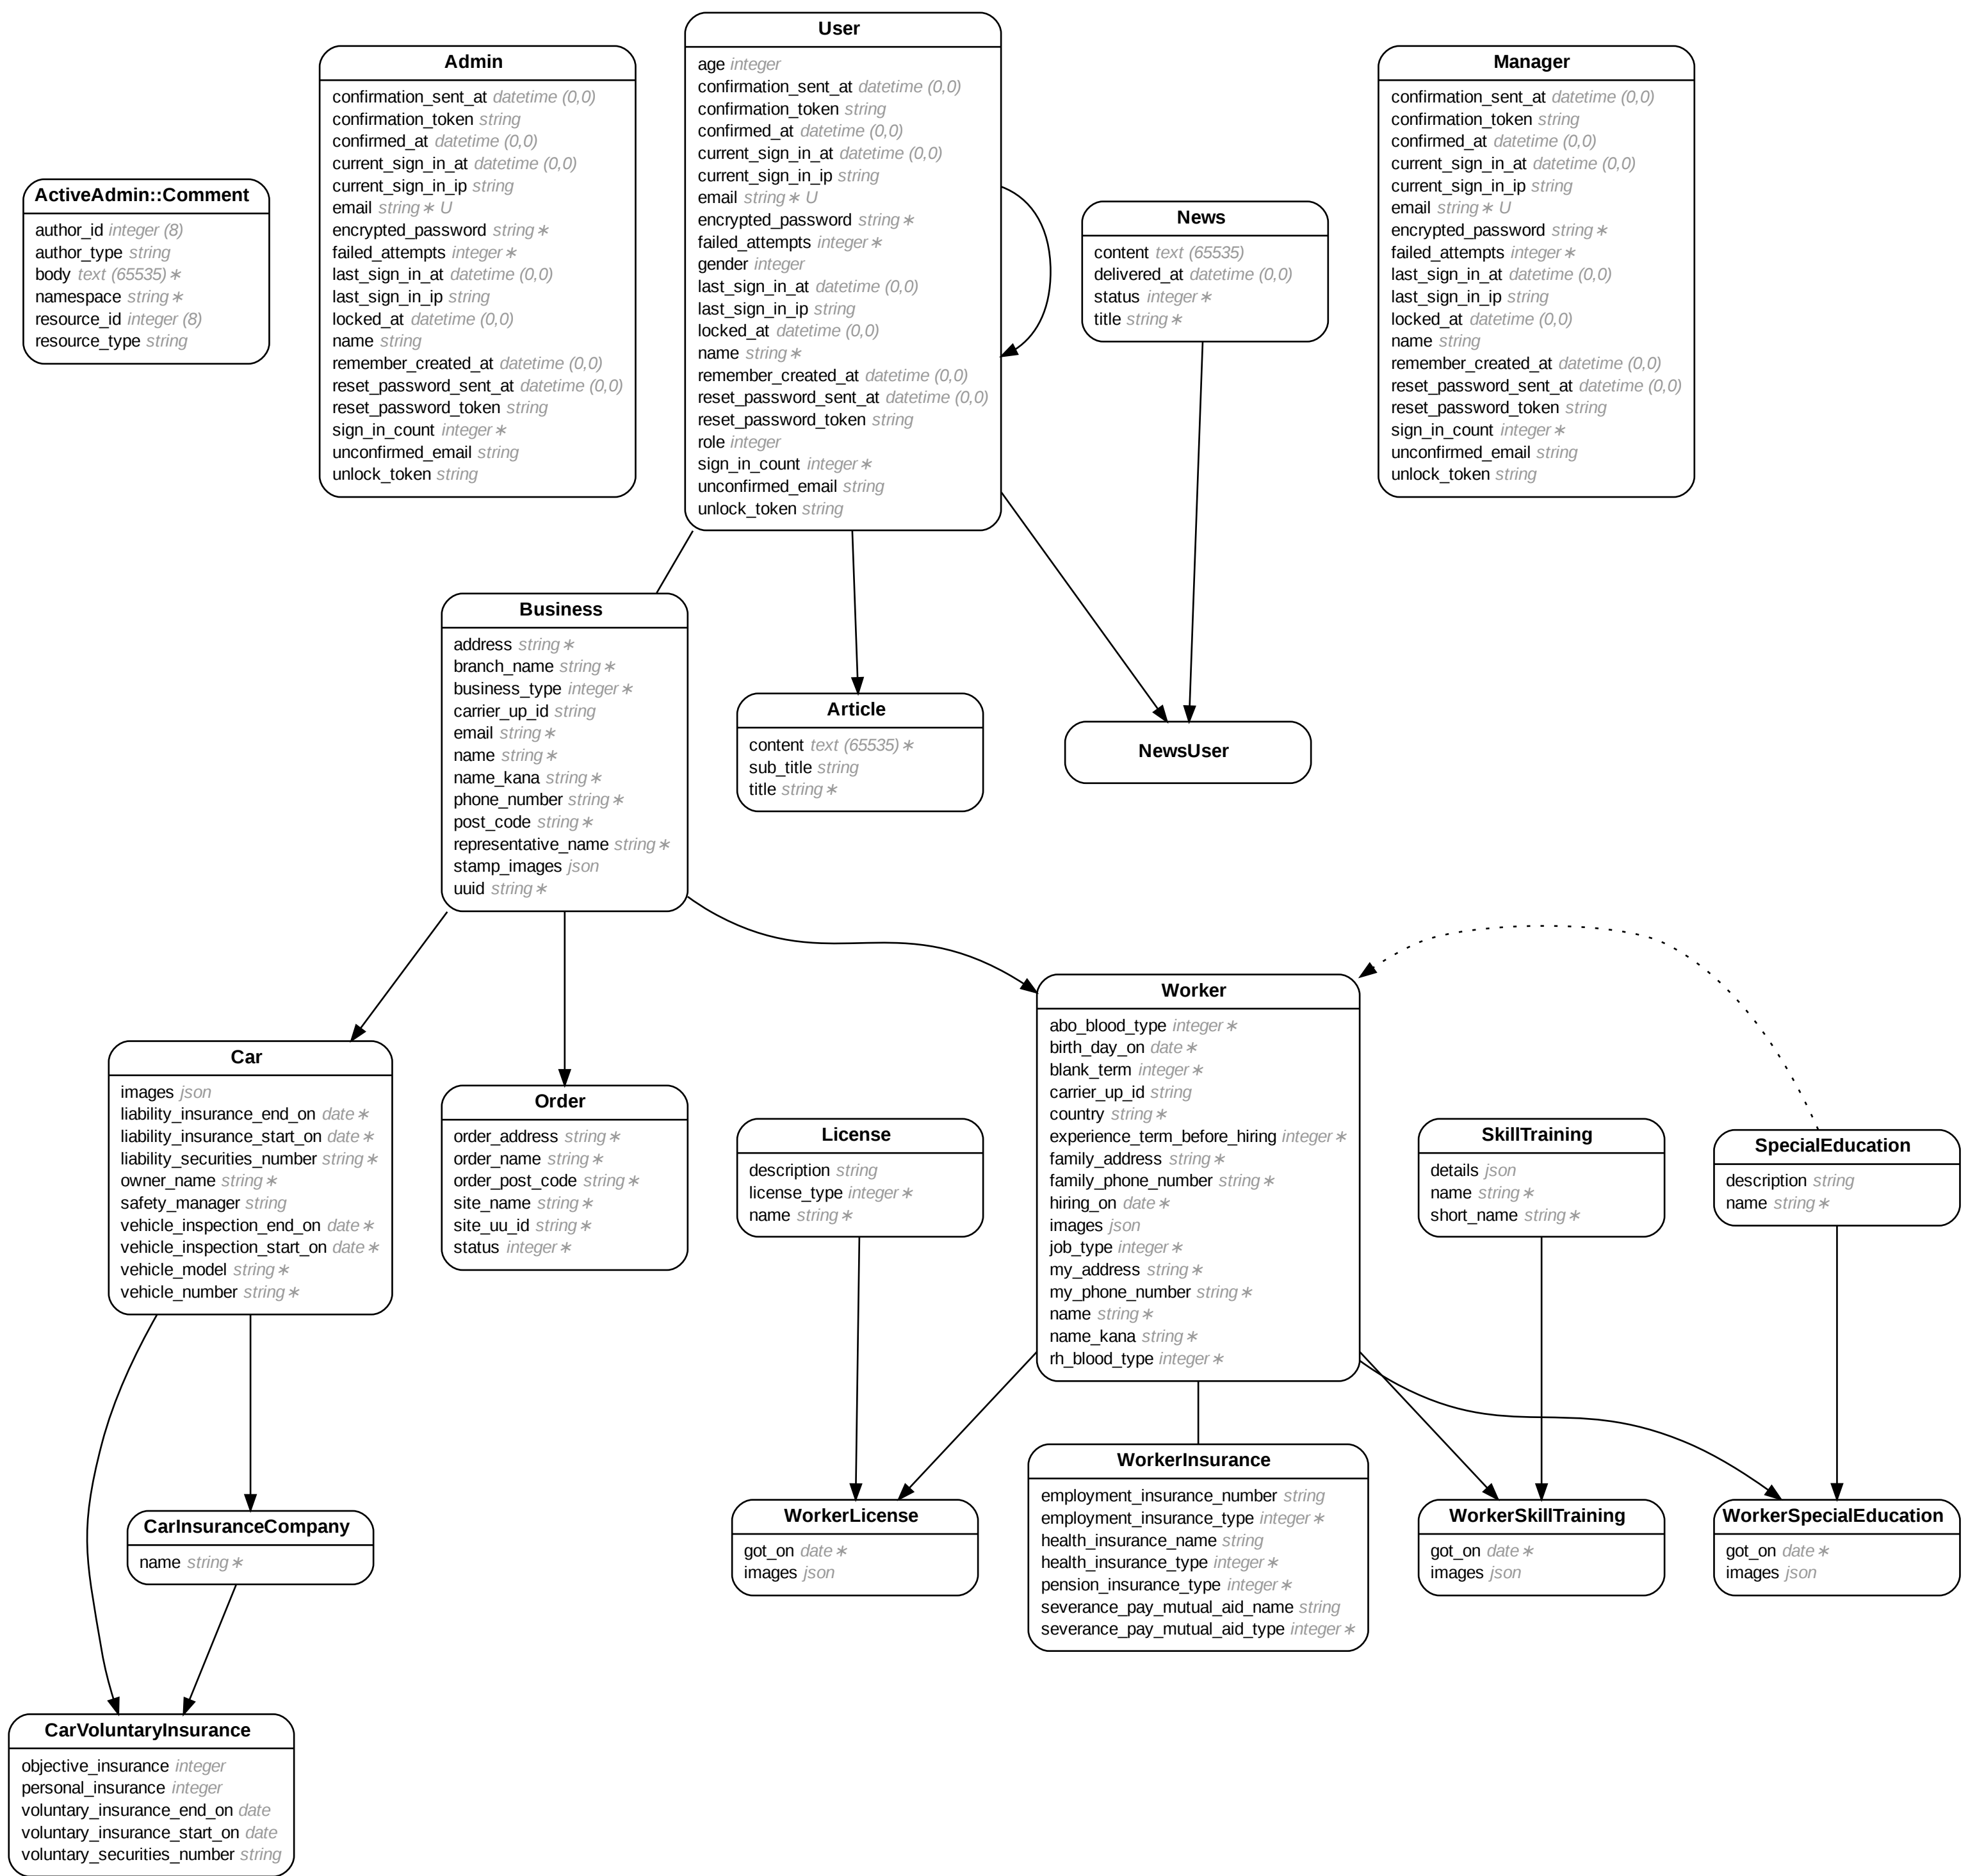 User
age integer
confirmation_sent_at datetime (0,0)
confirmation_token string
confirmed_at datetime (0,0)
current_sign_in_at datetime (0,0)
current_sign_in_ip string
email string∗ U
encrypted_password string∗
failed_attempts integer∗
gender integer
last_sign_in_at datetime (0,0)
last_sign_in_ip string
locked_at datetime (0,0)
name string∗
remember_created_at datetime (0,0)
reset_password_sent_at datetime (0,0)
reset_password_token string
role integer
sign_in_count integer∗
unconfirmed_email string
unlock_token string
Admin
confirmation_sent_at datetime (0,0)
confirmation_token string
confirmed_at datetime (0,0)
current_sign_in_at datetime (0,0)
current_sign_in_ip string
email string∗ U
encrypted_password string∗
failed_attempts integer∗
last_sign_in_at datetime (0,0)
last_sign_in_ip string
locked_at datetime (0,0)
name string
remember_created_at datetime (0,0)
reset_password_sent_at datetime (0,0)
reset_password_token string
sign_in_count integer∗
unconfirmed_email string
unlock_token string
Manager
confirmation_sent_at datetime (0,0)
confirmation_token string
confirmed_at datetime (0,0)
current_sign_in_at datetime (0,0)
current_sign_in_ip string
email string∗ U
encrypted_password string∗
failed_attempts integer∗
last_sign_in_at datetime (0,0)
last_sign_in_ip string
locked_at datetime (0,0)
name string
remember_created_at datetime (0,0)
reset_password_sent_at datetime (0,0)
reset_password_token string
sign_in_count integer∗
unconfirmed_email string
unlock_token string
ActiveAdmin::Comment
author_id integer (8)
author_type string
body text (65535)∗
namespace string∗
resource_id integer (8)
resource_type string
News
content text (65535)
delivered_at datetime (0,0)
status integer∗
title string∗
Business
address string∗
branch_name string∗
business_type integer∗
carrier_up_id string
email string∗
name string∗
name_kana string∗
phone_number string∗
post_code string∗
representative_name string∗
stamp_images json
uuid string∗
Article
content text (65535)∗
sub_title string
title string∗
NewsUser
Worker
abo_blood_type integer∗
birth_day_on date∗
blank_term integer∗
carrier_up_id string
country string∗
experience_term_before_hiring integer∗
family_address string∗
family_phone_number string∗
hiring_on date∗
images json
job_type integer∗
my_address string∗
my_phone_number string∗
name string∗
name_kana string∗
rh_blood_type integer∗
Car
images json
liability_insurance_end_on date∗
liability_insurance_start_on date∗
liability_securities_number string∗
owner_name string∗
safety_manager string
vehicle_inspection_end_on date∗
vehicle_inspection_start_on date∗
vehicle_model string∗
vehicle_number string∗
Order
order_address string∗
order_name string∗
order_post_code string∗
site_name string∗
site_uu_id string∗
status integer∗
License
description string
license_type integer∗
name string∗
SkillTraining
details json
name string∗
short_name string∗
SpecialEducation
description string
name string∗
WorkerInsurance
employment_insurance_number string
employment_insurance_type integer∗
health_insurance_name string
health_insurance_type integer∗
pension_insurance_type integer∗
severance_pay_mutual_aid_name string
severance_pay_mutual_aid_type integer∗
CarInsuranceCompany
name string∗
WorkerLicense
got_on date∗
images json
WorkerSkillTraining
got_on date∗
images json
WorkerSpecialEducation
got_on date∗
images json
CarVoluntaryInsurance
objective_insurance integer
personal_insurance integer
voluntary_insurance_end_on date
voluntary_insurance_start_on date
voluntary_securities_number string